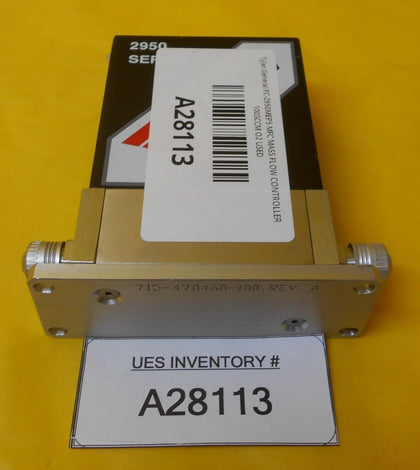 2950
SER
Tylan General FC-2950MEP5 MFC MASS FLOW CONTROLLER
100SCCM O2 USED
A28113
715-470460-100 REV. A
UES INVENTORY #
A28113